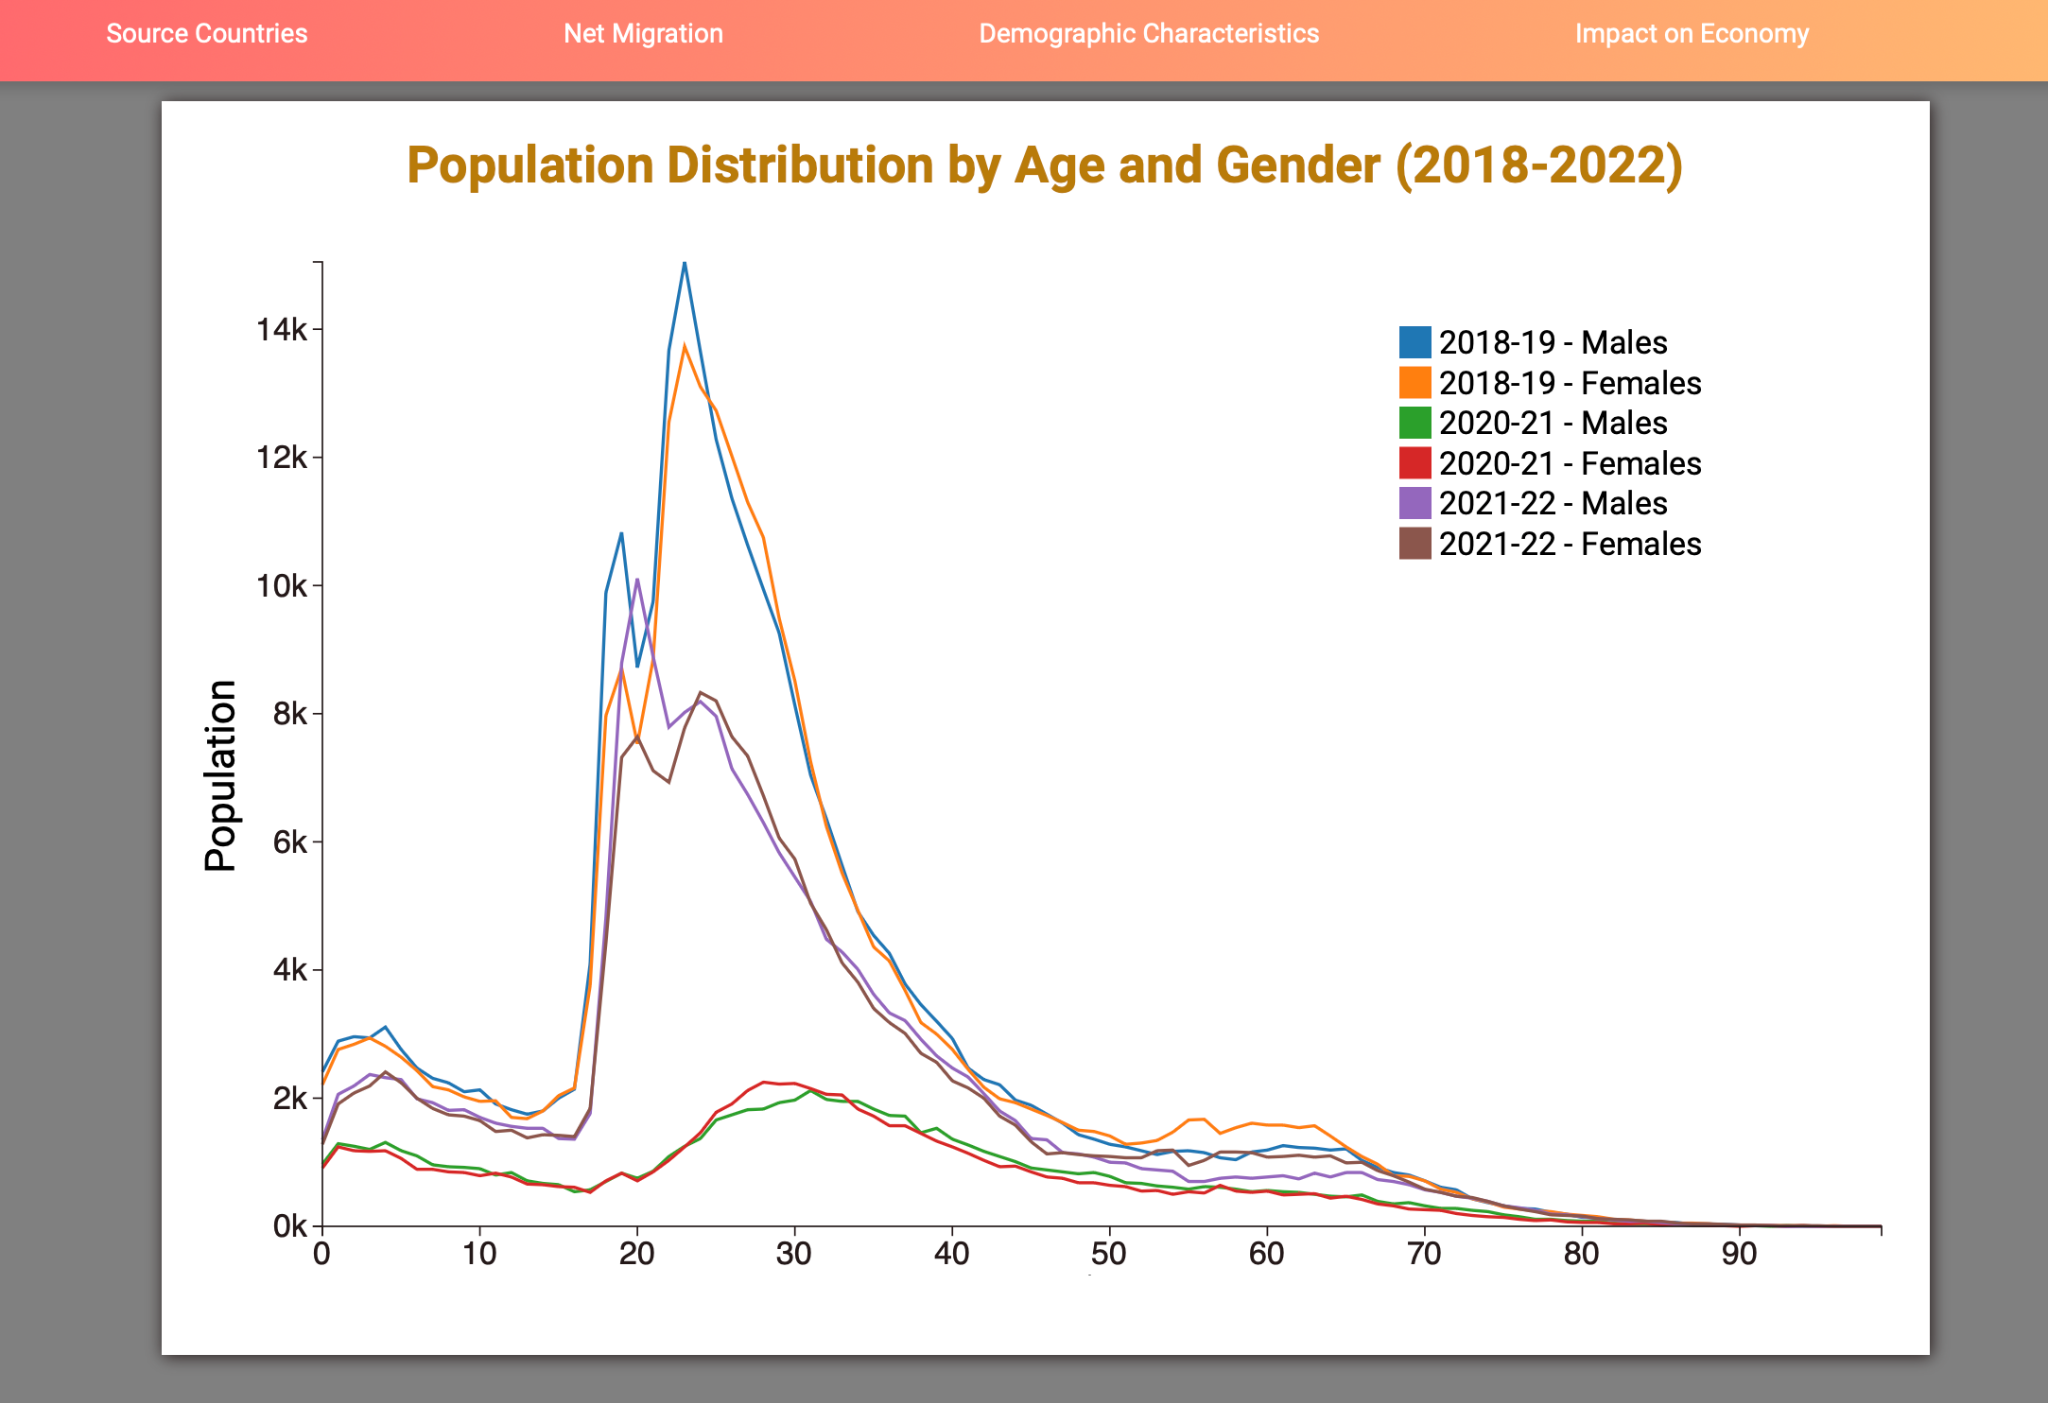 Source Countries
Net Migration
Demographic Characteristics
Impact on Economy
Population Distribution by Age and Gender (2018-2022)
14k
12k
10k
8k
6k
4k
2k
0k
Population
2018-19 - Males
2018-19 - Females
2020-21 - Males
2020-21 - Females
2021-22 - Males
2021-22 - Females
0 10 20 30 40 50 60 70 80 90